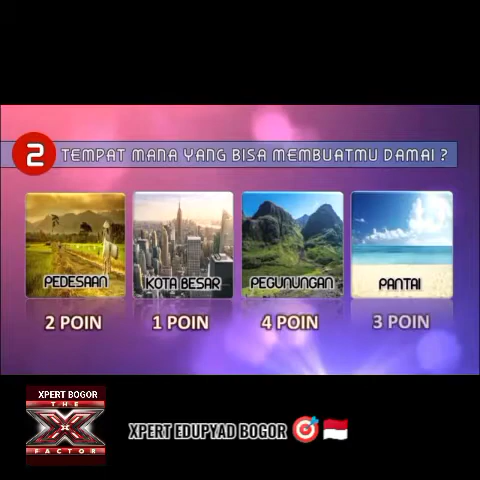 2 TEMPAT MANA YANG BISA MEMBUATMU DAMAI ?
PEDESAAN KOTA BESAR PEGUNUNGAN PANTAI
2 POIN 1 POIN 4 POIN 3 POIN
XPERT BOGOR
THE
X
FACTOR
XPERT EDUPYAD BOGOR 🎯 🇮🇩